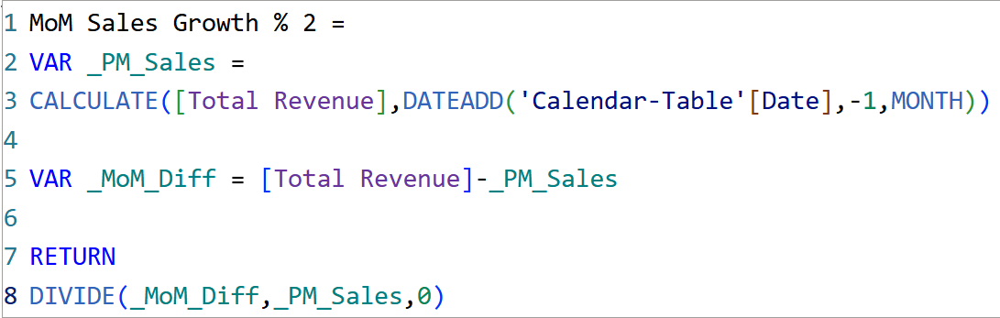 1 MoM Sales Growth % 2 =
2 VAR _PM_Sales =
3 CALCULATE([Total Revenue],DATEADD('Calendar-Table'[Date],-1,MONTH))
4
5 VAR _MoM_Diff = [Total Revenue]-_PM_Sales
6
7 RETURN
8 DIVIDE(_MoM_Diff,_PM_Sales,0)